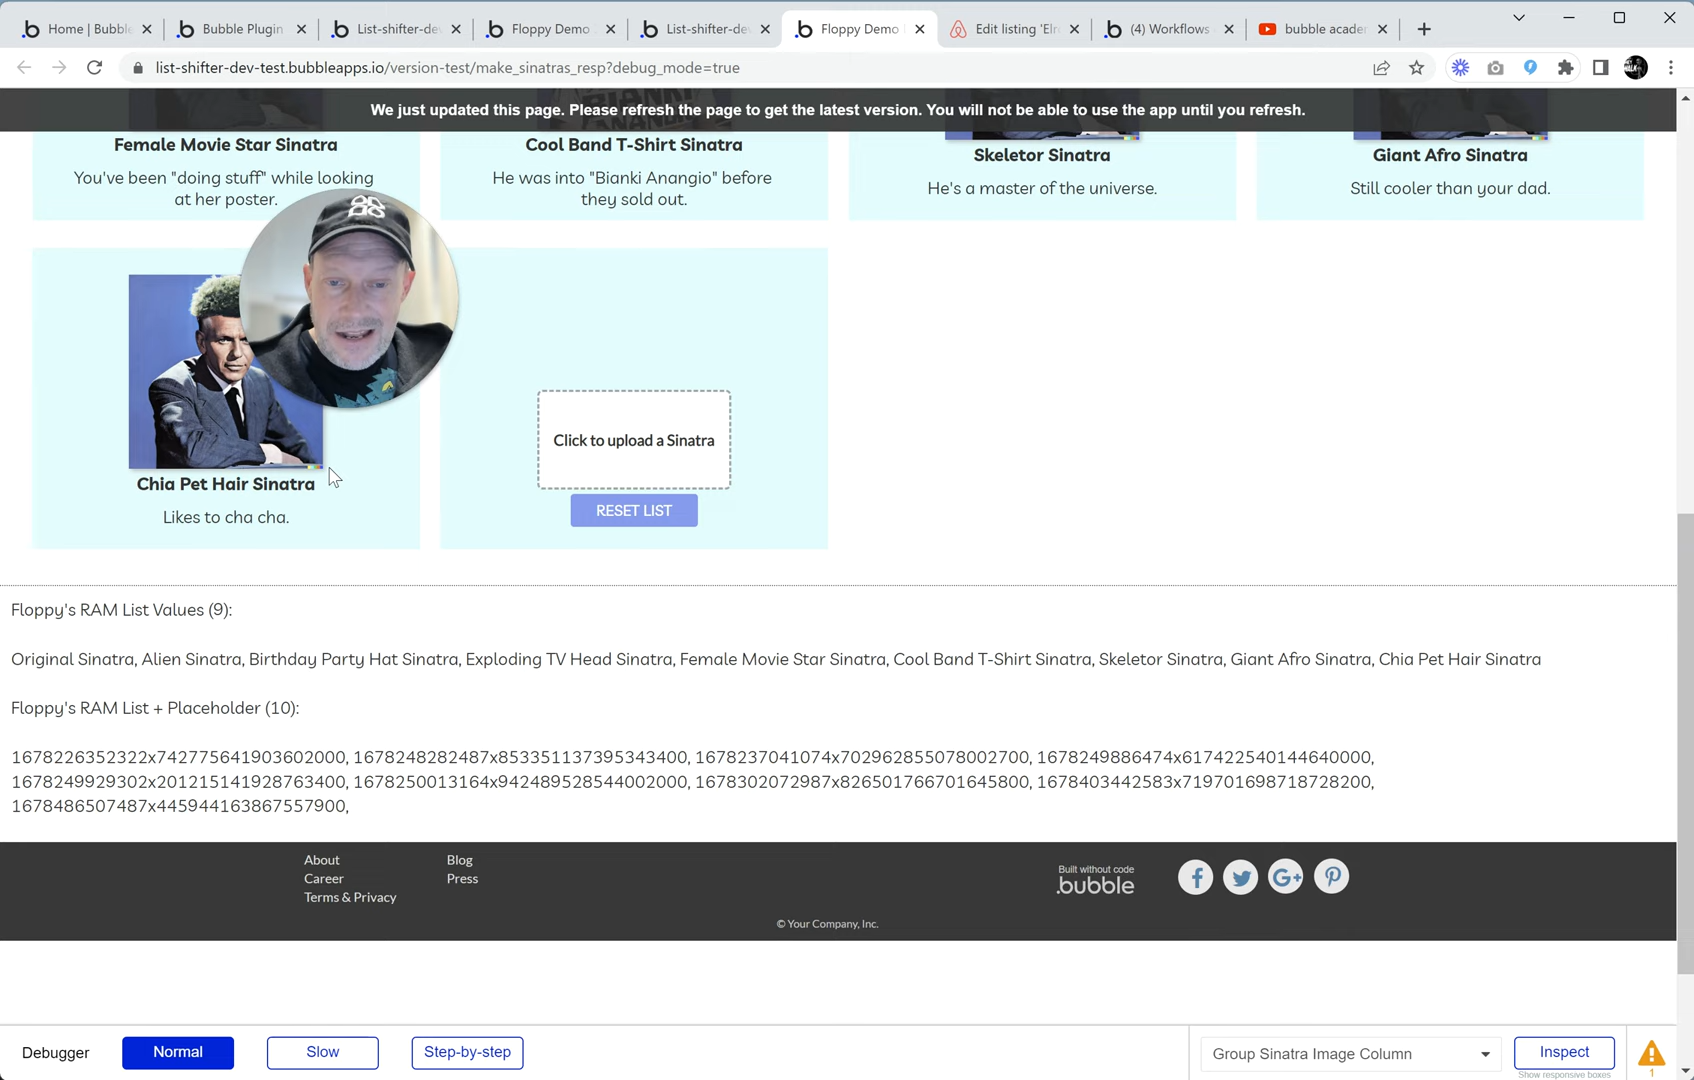 Home | Bubble
Bubble Plugin
List-shifter-dev
Floppy Demo
List-shifter-dev
Floppy Demo
Edit listing 'Elre
(4) Workflows
bubble acade
list-shifter-dev-test.bubbleapps.io/version-test/make_sinatras_resp?debug_mode=true
We just updated this page. Please refresh the page to get the latest version. You will not be able to use the app until you refresh.
Female Movie Star Sinatra
You've been "doing stuff" while looking
at her poster.
Cool Band T-Shirt Sinatra
He was into "Bianki Anangio" before
they sold out.
Skeletor Sinatra
He's a master of the universe.
Giant Afro Sinatra
Still cooler than your dad.
Chia Pet Hair Sinatra
Likes to cha cha.
Click to upload a Sinatra
RESET LIST
Floppy's RAM List Values (9):
Original Sinatra, Alien Sinatra, Birthday Party Hat Sinatra, Exploding TV Head Sinatra, Female Movie Star Sinatra, Cool Band T-Shirt Sinatra, Skeletor Sinatra, Giant Afro Sinatra, Chia Pet Hair Sinatra
Floppy's RAM List + Placeholder (10):
1678226352322x742775641903602000, 1678248282487x853351137395343400, 1678237041074x702962855078002700, 1678249886474x617422540144640000,
1678249929302x201215141928763400, 1678250013164x942489528544002000, 1678302072987x826501766701645800, 1678403442583x719701698718728200,
1678486507487x445944163867557900,
About
Career
Terms & Privacy
Blog
Press
Built without code
.bubble
© Your Company, Inc.
Debugger
Normal
Slow
Step-by-step
Group Sinatra Image Column
Inspect
Show responsive boxes
1